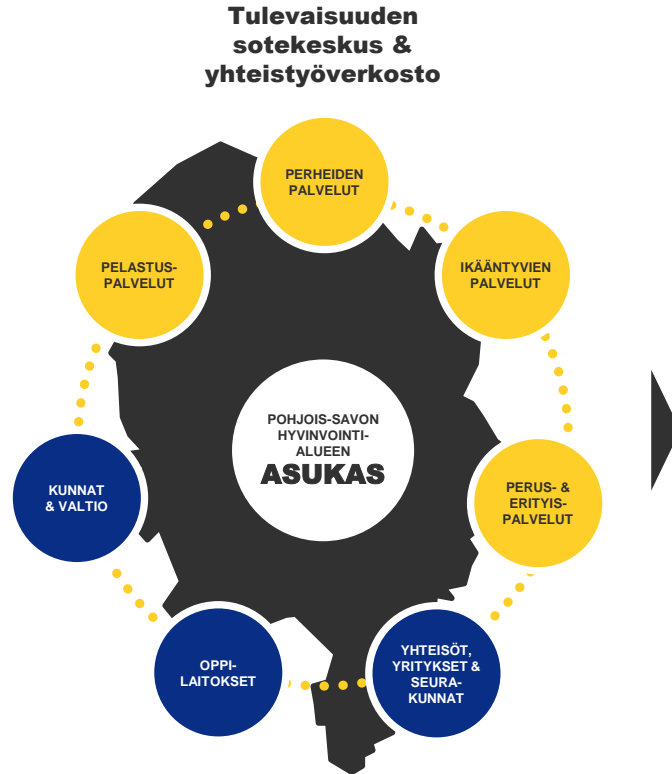 Tulevaisuuden
sotekeskus &
yhteistyöverkosto
PERHEIDEN
PALVELUT
PELASTUS-
PALVELUT
IKÄÄNTYVIEN
PALVELUT
POHJOIS-SAVON
HYVINVOINTI-
ALUEEN
ASUKAS
KUNNAT
& VALTIO
PERUS- &
ERITYIS-
PALVELUT
OPPI-
LAITOKSET
YHTEISÖT,
YRITYKSET &
SEURA-
KUNNAT